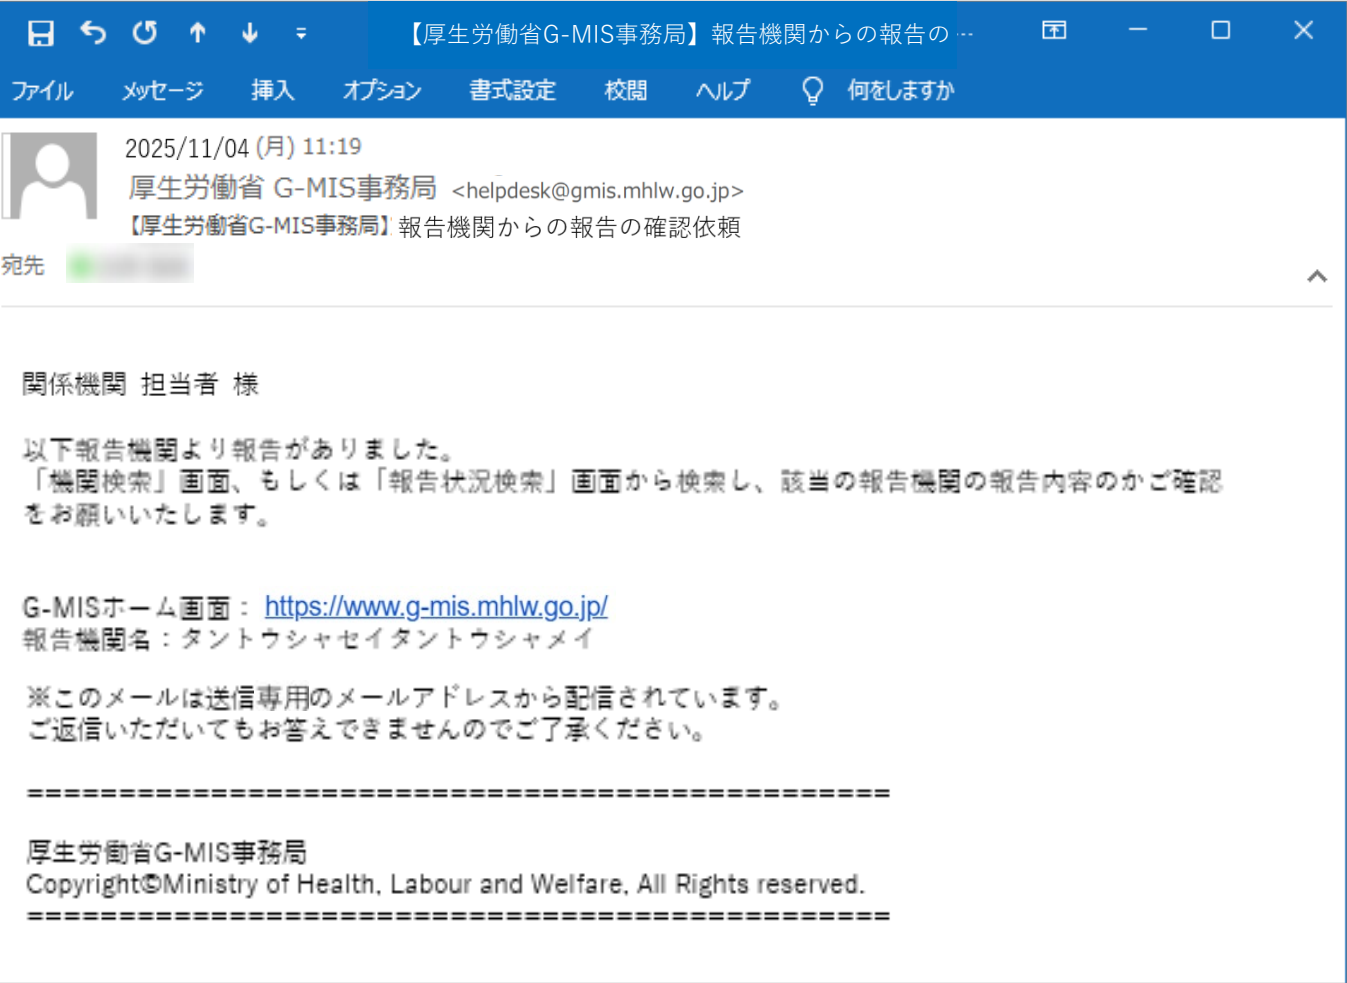 【厚生労働省G-MIS事務局】報告機関からの報告の…
ファイル メッセージ 挿入 オプション 書式設定 校閲 ヘルプ 何をしますか
2025/11/04 (月) 11:19
厚生労働省 G-MIS事務局 <helpdesk@gmis.mhlw.go.jp>
【厚生労働省G-MIS事務局】報告機関からの報告の確認依頼
宛先
関係機関 担当者 様
以下報告機関より報告がありました。
「機関検索」画面、もしくは「報告状況検索」画面から検索し、該当の報告機関の報告内容のかご確認
をお願いいたします。
G-MISホーム画面： https://www.g-mis.mhlw.go.jp/
報告機関名：タントウシャセイタントウシャメイ
※このメールは送信専用のメールアドレスから配信されています。
ご返信いただいてもお答えできませんのでご了承ください。
===============================================
厚生労働省G-MIS事務局
Copyright©Ministry of Health, Labour and Welfare, All Rights reserved.
===============================================